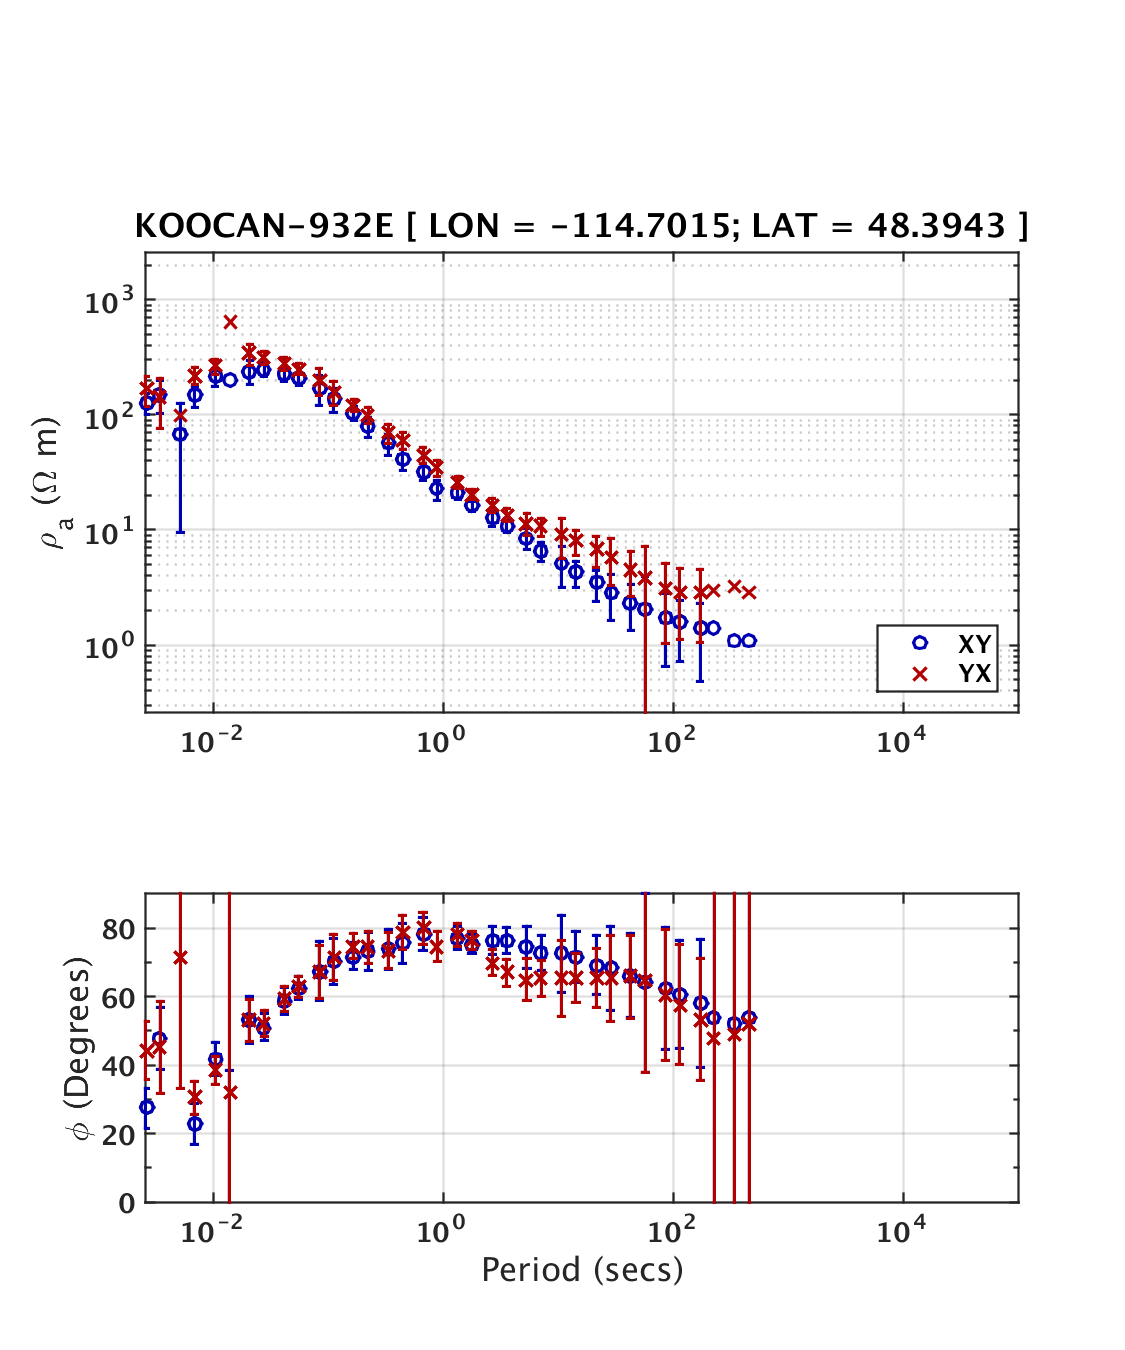 KOOCAN-932E [ LON = -114.7015; LAT = 48.3943 ]
ρa (Ω m)
10³
10²
10¹
10⁰
XY
YX
10⁻² 10⁰ 10² 10⁴
ϕ (Degrees)
80
60
40
20
0
10⁻² 10⁰ 10² 10⁴
Period (secs)